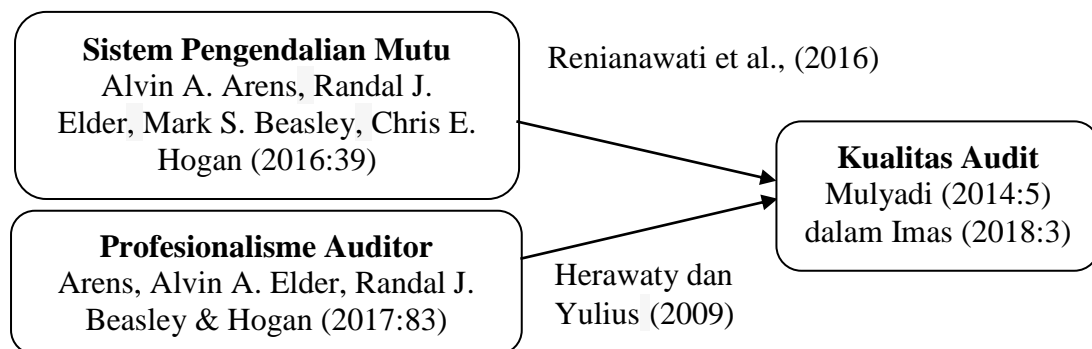 Sistem Pengendalian Mutu
Alvin A. Arens, Randal J.
Elder, Mark S. Beasley, Chris E.
Hogan (2016:39)
Renianawati et al., (2016)
Kualitas Audit
Mulyadi (2014:5)
dalam Imas (2018:3)
Profesionalisme Auditor
Arens, Alvin A. Elder, Randal J.
Beasley & Hogan (2017:83)
Herawaty dan
Yulius (2009)